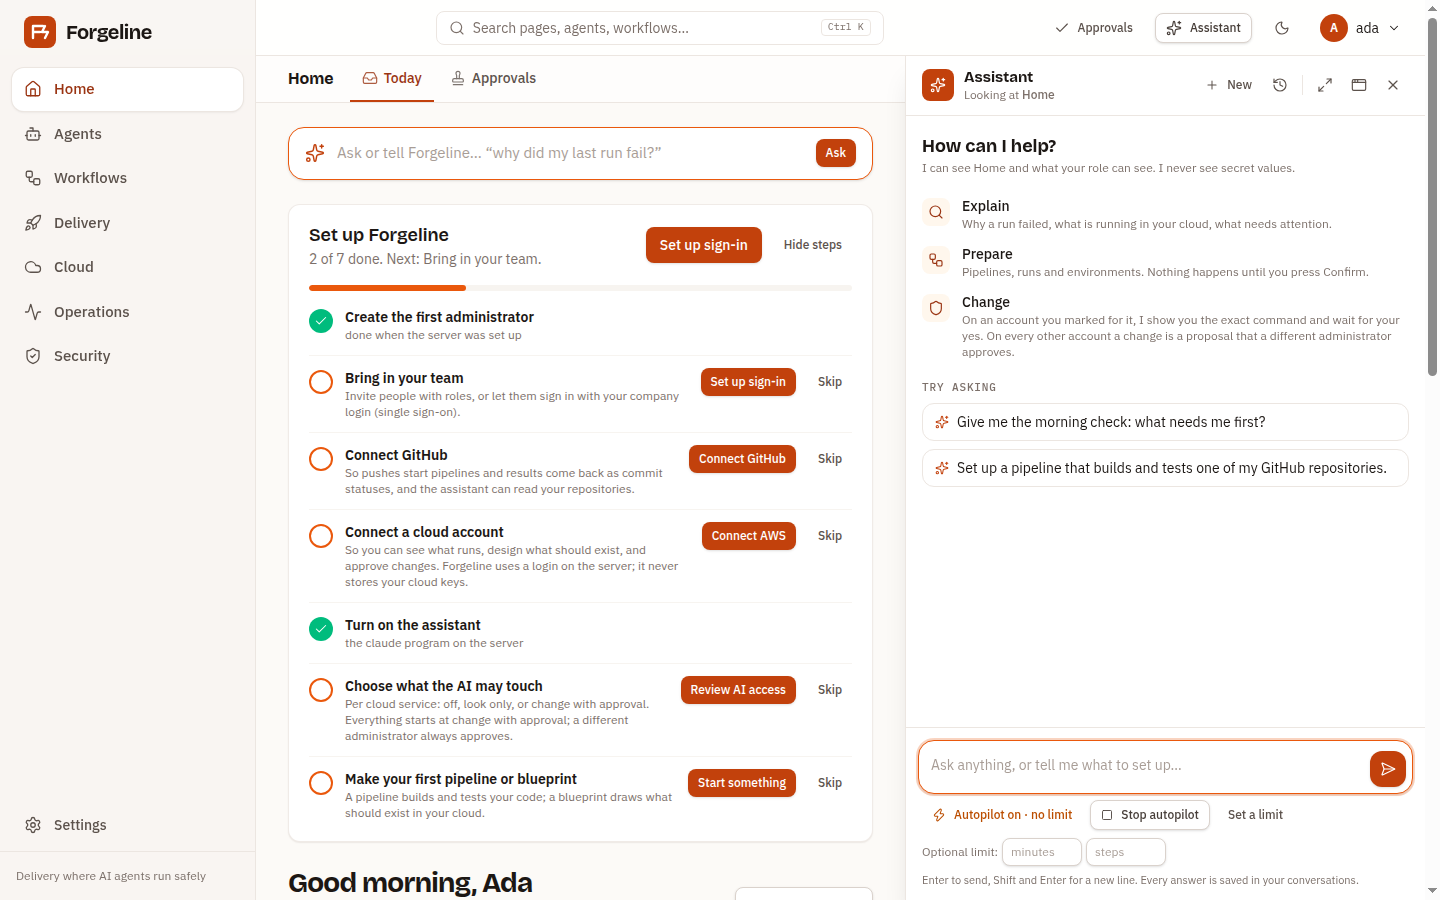 Forgeline
Home
Agents
Workflows
Delivery
Cloud
Operations
Security
Settings
Delivery where AI agents run safely
Search pages, agents, workflows...
Ctrl K
Approvals
Assistant
A
ada
Home
Today
Approvals
Ask or tell Forgeline... “why did my last run fail?”
Ask
Set up Forgeline
2 of 7 done. Next: Bring in your team.
Set up sign-in
Hide steps
Create the first administrator
done when the server was set up
Bring in your team
Invite people with roles, or let them sign in with your company
login (single sign-on).
Set up sign-in
Skip
Connect GitHub
So pushes start pipelines and results come back as commit
statuses, and the assistant can read your repositories.
Connect GitHub
Skip
Connect a cloud account
So you can see what runs, design what should exist, and
approve changes. Forgeline uses a login on the server; it never
stores your cloud keys.
Connect AWS
Skip
Turn on the assistant
the claude program on the server
Choose what the AI may touch
Per cloud service: off, look only, or change with approval.
Everything starts at change with approval; a different
administrator always approves.
Review AI access
Skip
Make your first pipeline or blueprint
A pipeline builds and tests your code; a blueprint draws what
should exist in your cloud.
Start something
Skip
Good morning, Ada
Assistant
Looking at Home
New
How can I help?
I can see Home and what your role can see. I never see secret values.
Explain
Why a run failed, what is running in your cloud, what needs attention.
Prepare
Pipelines, runs and environments. Nothing happens until you press Confirm.
Change
On an account you marked for it, I show you the exact command and wait for your
yes. On every other account a change is a proposal that a different administrator
approves.
TRY ASKING
Give me the morning check: what needs me first?
Set up a pipeline that builds and tests one of my GitHub repositories.
Ask anything, or tell me what to set up...
Autopilot on · no limit
Stop autopilot
Set a limit
Optional limit:
minutes
steps
Enter to send, Shift and Enter for a new line. Every answer is saved in your conversations.